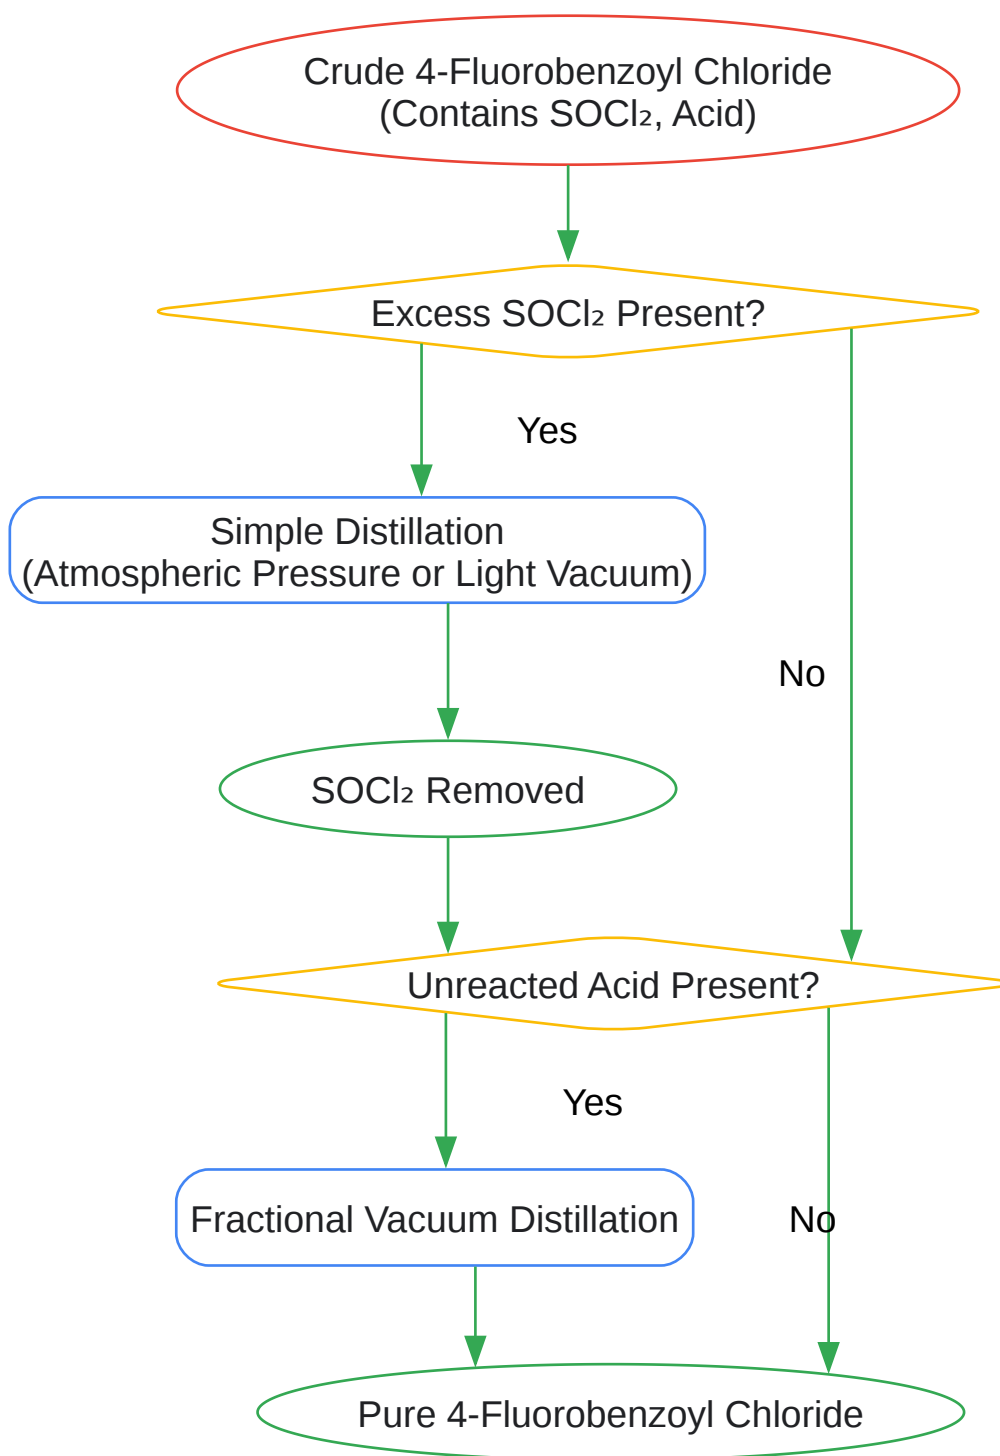 Crude 4-Fluorobenzoyl Chloride
(Contains SOCl₂, Acid)
Excess SOCl₂ Present?
Yes
Simple Distillation
(Atmospheric Pressure or Light Vacuum)
No
SOCl₂ Removed
Unreacted Acid Present?
Yes
Fractional Vacuum Distillation
No
Pure 4-Fluorobenzoyl Chloride